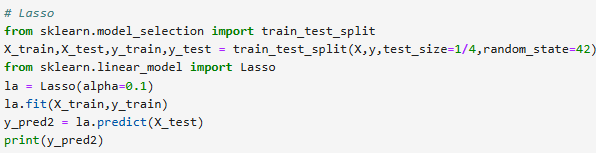 # Lasso
from sklearn.model_selection import train_test_split
X_train,X_test,y_train,y_test = train_test_split(X,y,test_size=1/4,random_state=42)
from sklearn.linear_model import Lasso
la = Lasso(alpha=0.1)
la.fit(X_train,y_train)
y_pred2 = la.predict(X_test)
print(y_pred2)